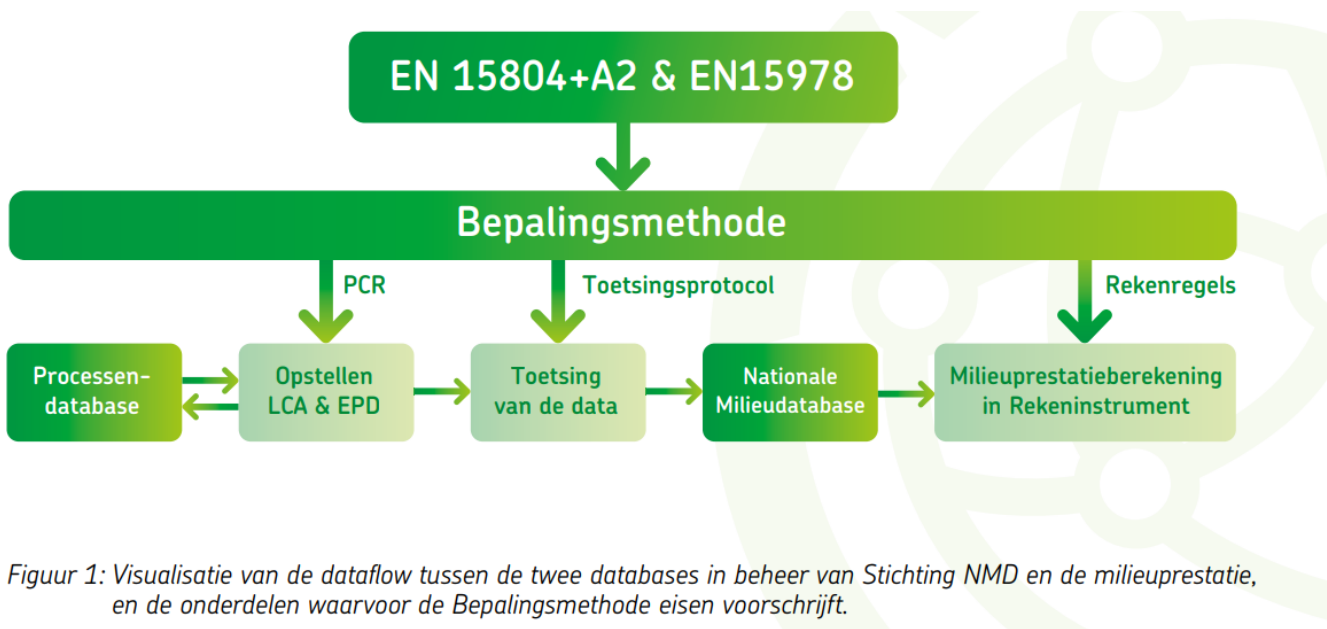 EN 15804+A2 & EN15978
Bepalingsmethode
PCR
Toetsingsprotocol
Rekenregels
Processen-
database
Opstellen
LCA & EPD
Toetsing
van de data
Nationale
Milieudatabase
Milieuprestatieberekening
in Rekeninstrument
Figuur 1: Visualisatie van de dataflow tussen de twee databases in beheer van Stichting NMD en de milieuprestatie,
en de onderdelen waarvoor de Bepalingsmethode eisen voorschrijft.